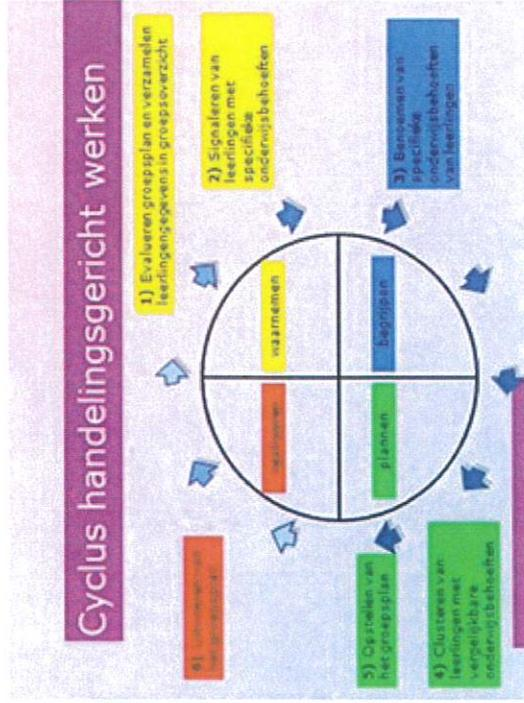 Cyclus handelingsgericht werken
1) Evalueren groepsplan en verzamelen
leerlingengegevens in groepsoverzicht
2) Signaleren van
leerlingen met
specifieke
onderwijsbehoeften
3) Benoemen van
specifieke
onderwijsbehoeften
van leerlingen
4) Clusteren van
leerlingen met
vergelijkbare
onderwijsbehoeften
5) Opstellen van
het groepsplan
6)
waarnemen
begrijpen
plannen